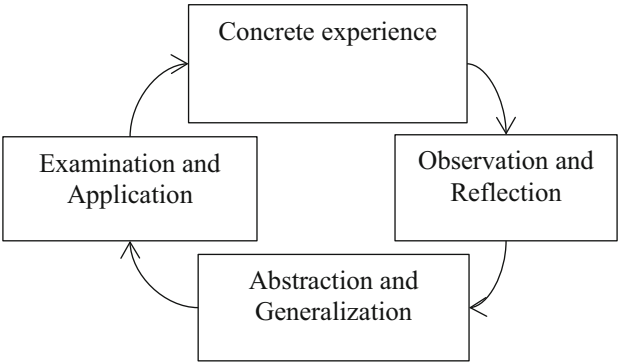 Concrete experience
Observation and
Reflection
Abstraction and
Generalization
Examination and
Application